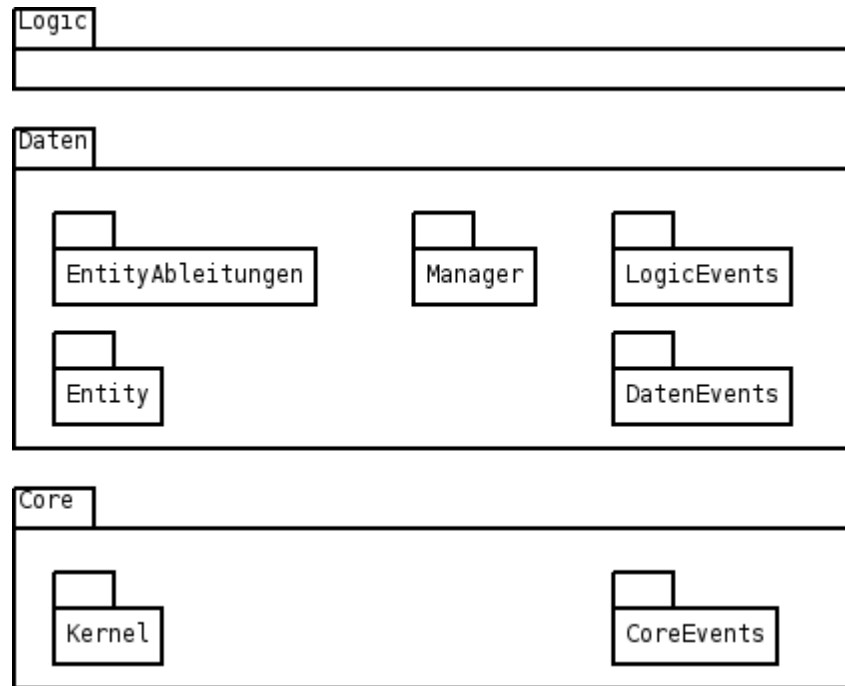 Logic
Daten
EntityAbleitungen
Manager
LogicEvents
Entity
DatenEvents
Core
Kernel
CoreEvents